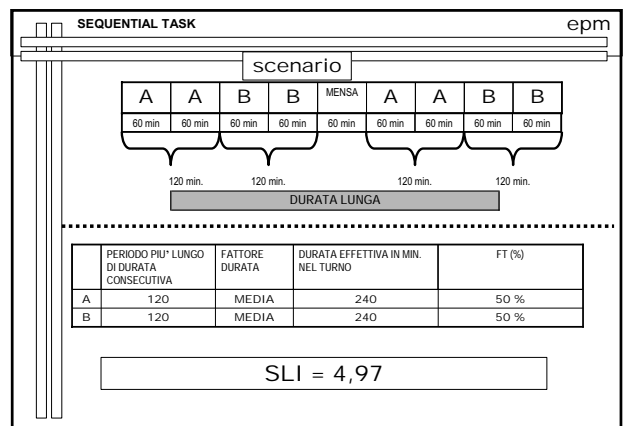 SEQUENTIAL TASK
epm
scenario
A A B B MENSA A A B B
60 min 60 min 60 min 60 min 60 min 60 min 60 min 60 min 60 min
120 min. 120 min. 120 min. 120 min.
DURATA LUNGA
PERIODO PIU' LUNGO FATTORE DURATA EFFETTIVA IN MIN. FT (%)
DI DURATA DURATA NEL TURNO
CONSECUTIVA
A 120 MEDIA 240 50 %
B 120 MEDIA 240 50 %
SLI = 4,97